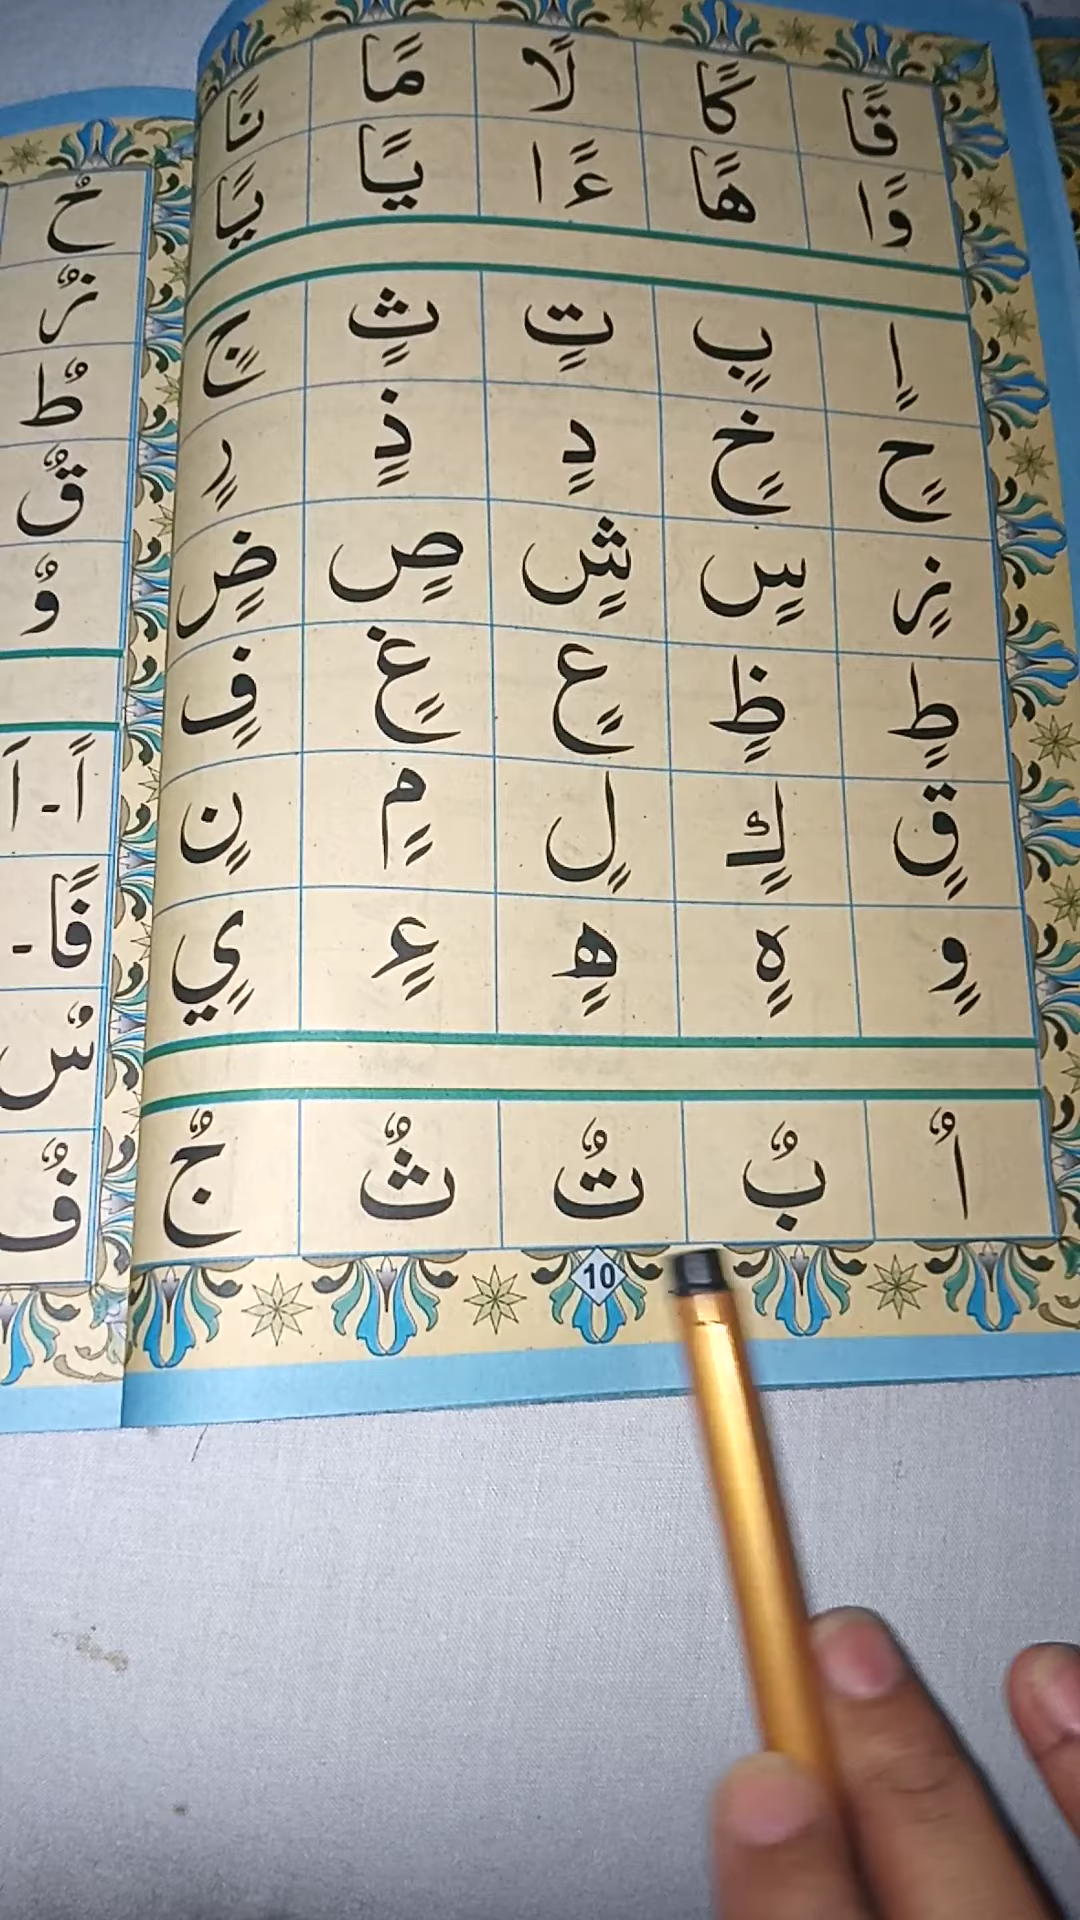 قًا كًا لًا مًا نًا
وًا هًا ءً ا يًا يًا
اٍ بٍ تٍ ثٍ جٍ
حٍ خٍ دٍ ذٍ رٍ
زٍ سٍ شٍ صٍ ضٍ
طٍ ظٍ عٍ غٍ فٍ
قٍ كٍ لٍ مٍ نٍ
وٍ هٍ هٍ ءٍ يٍ
اٌ بٌ تٌ ثٌ جٌ
10
حٌ
زٌ
طٌ
قٌ
وٌ
اً - اَ
فًا -
سٌ
فٌ